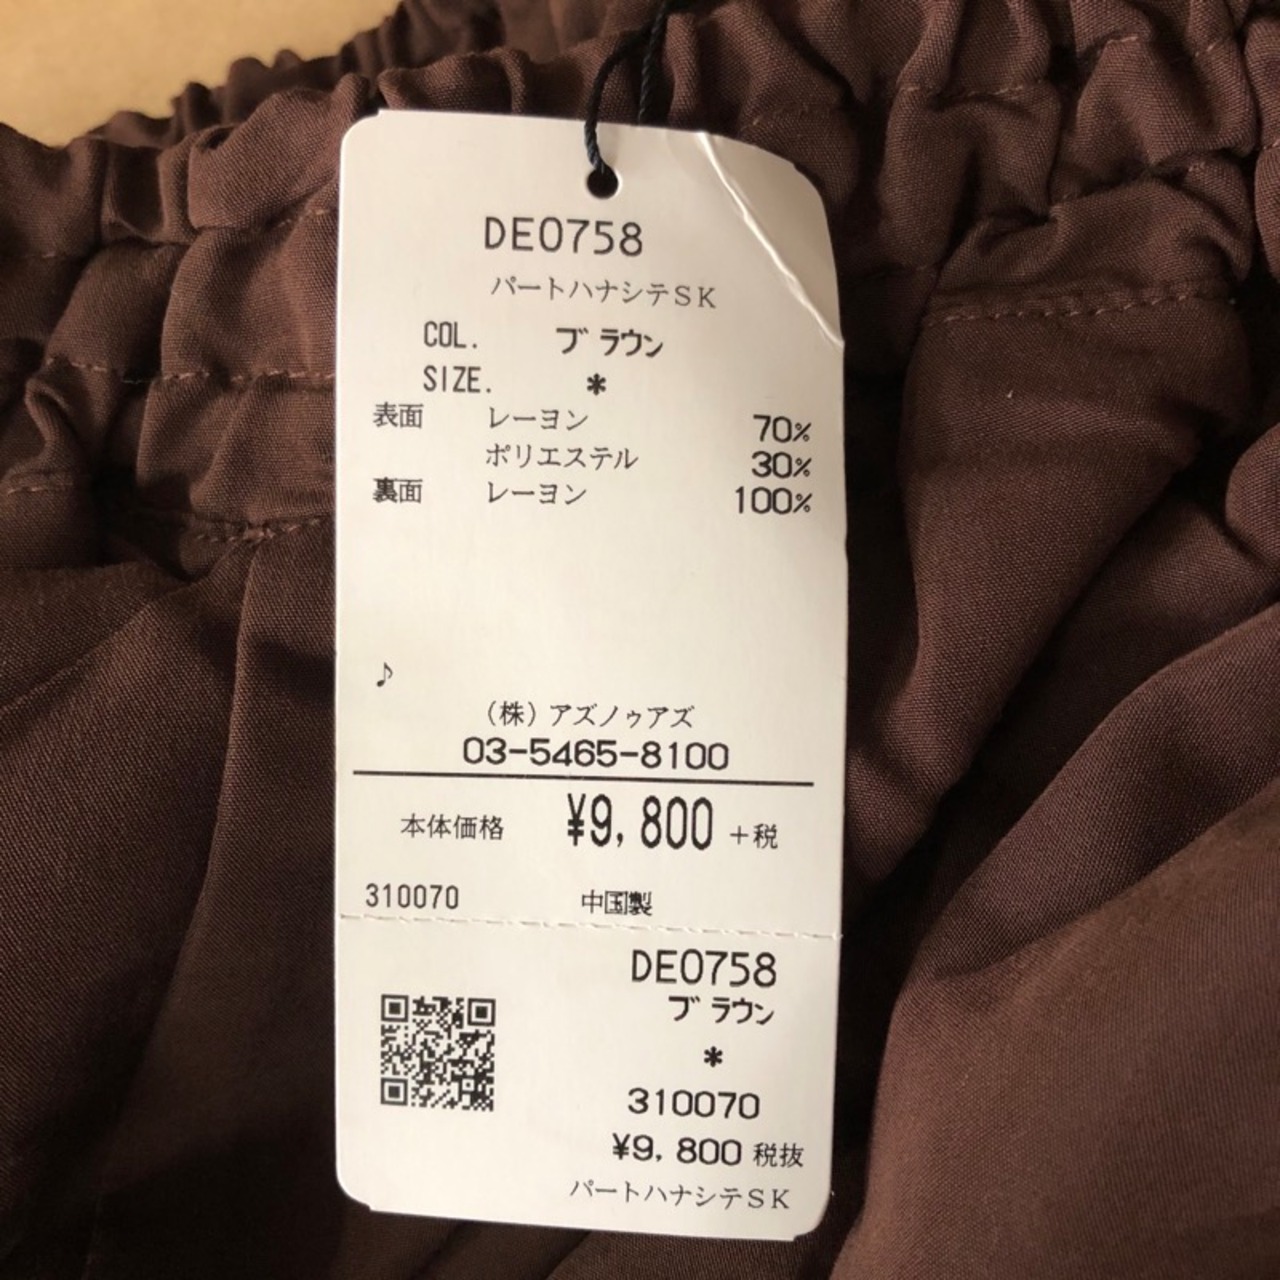 DE0758
パートハナシテSK
COL. ブラウン
SIZE. *
表面 レーヨン 70%
ポリエステル 30%
裏面 レーヨン 100%
♪
(株)アズノゥアズ
03-5465-8100
本体価格 ¥9,800 +税
310070 中国製
DE0758
ブラウン
*
310070
¥9,800 税抜
パートハナシテSK